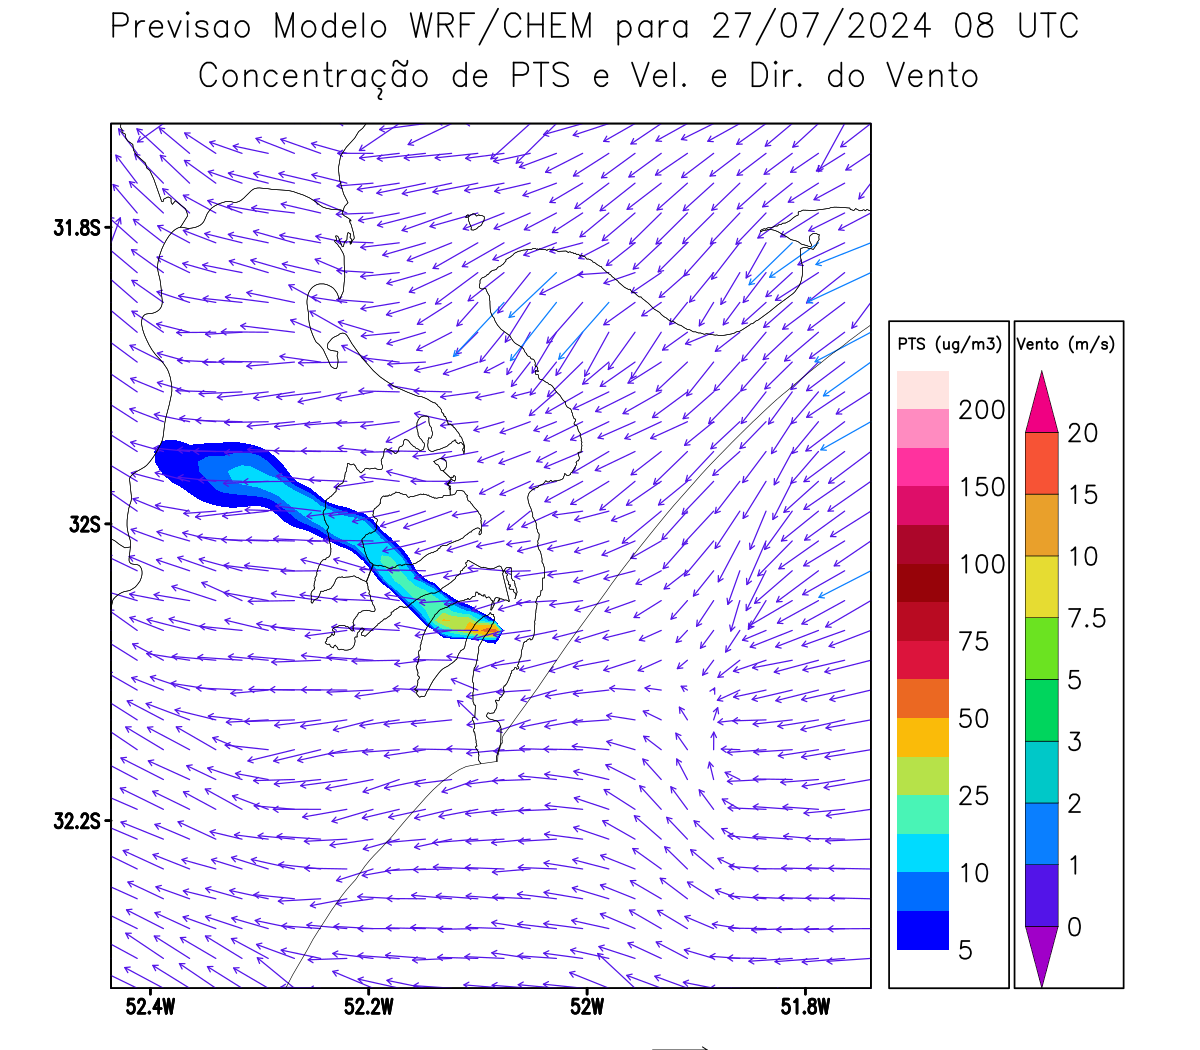 Previsao Modelo WRF/CHEM para 27/07/2024 08 UTC
Concentração de PTS e Vel. e Dir. do Vento
31.8S
32S
32.2S
52.4W
52.2W
52W
51.8W
PTS (ug/m3)
200
150
100
75
50
25
10
5
Vento (m/s)
20
15
10
7.5
5
3
2
1
0